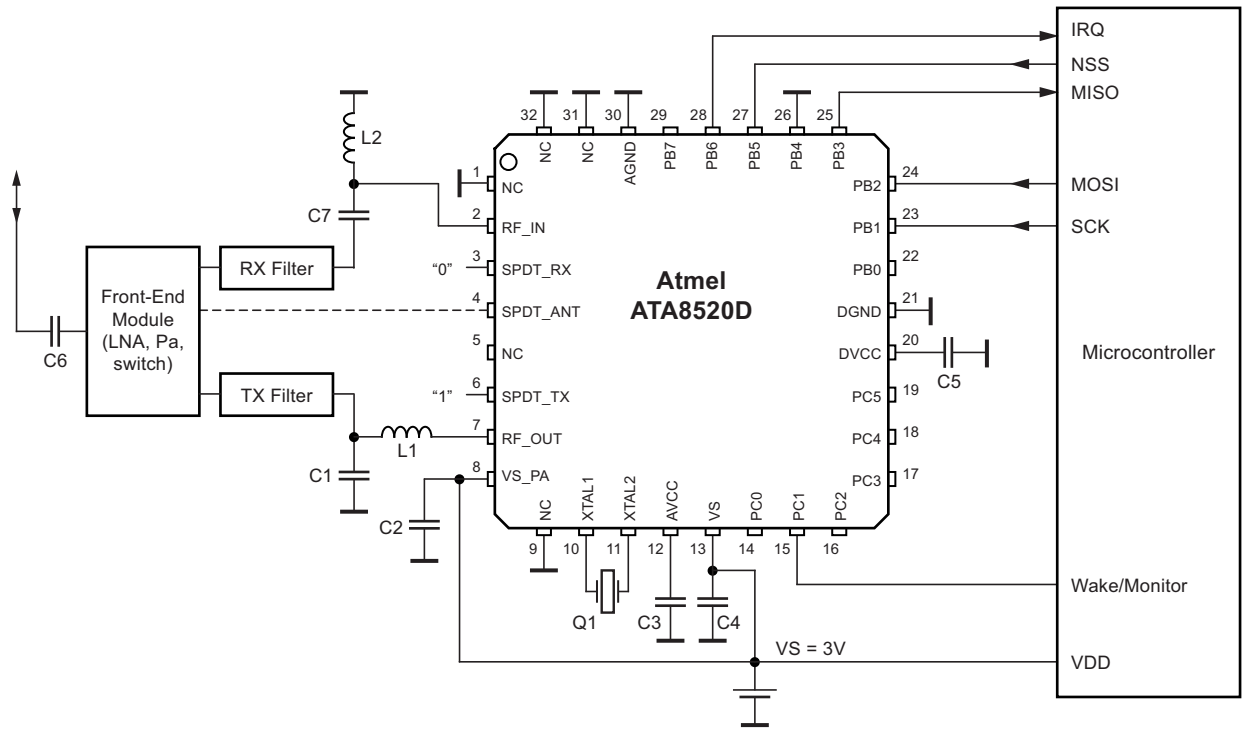 IRQ
NSS
MISO
MOSI
SCK
Microcontroller
Wake/Monitor
VDD
32
31
30
29
28
27
26
25
NC
NC
AGND
PB7
PB6
PB5
PB4
PB3
L2
C7
RX Filter
Front-End
Module
(LNA, Pa,
switch)
C6
TX Filter
C1
L1
C2
"0"
"1"
1
NC
2
RF_IN
3
SPDT_RX
4
SPDT_ANT
5
NC
6
SPDT_TX
7
RF_OUT
8
VS_PA
Atmel
ATA8520D
PB2
24
PB1
23
PB0
22
DGND
21
DVCC
20
C5
PC5
19
PC4
18
PC3
17
NC
XTAL1
XTAL2
AVCC
VS
PC0
PC1
PC2
9
10
11
12
13
14
15
16
Q1
C3
C4
VS = 3V